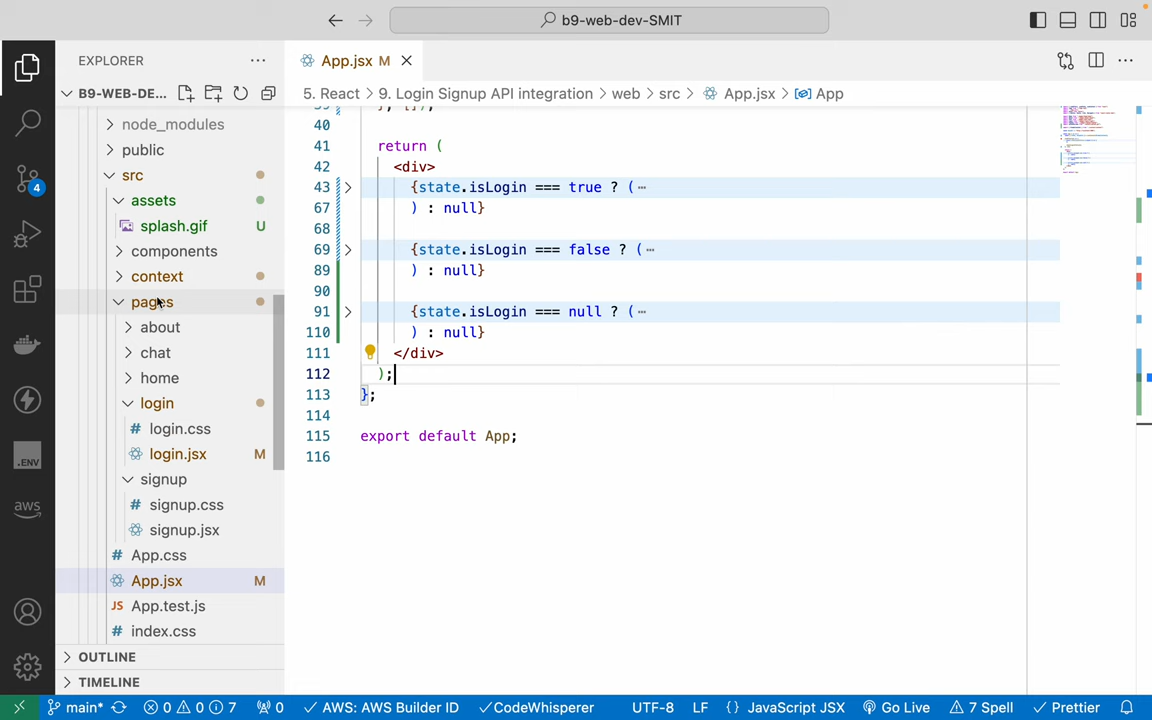 b9-web-dev-SMIT
EXPLORER
App.jsx M
B9-WEB-DE...
5. React > 9. Login Signup API integration > web > src > App.jsx > App
node_modules
public
src
assets
splash.gif U
components
context
pages
about
chat
home
login
login.css
login.jsx M
signup
signup.css
signup.jsx
App.css
App.jsx M
App.test.js
index.css
OUTLINE
TIMELINE
40
41 return (
42 <div>
43 {state.isLogin === true ? ( ⋯
67 ) : null}
68
69 {state.isLogin === false ? ( ⋯
89 ) : null}
90
91 {state.isLogin === null ? ( ⋯
110 ) : null}
111 </div>
112 );
113 };
114
115 export default App;
116
4
.ENV
aws
main* 0 0 7 0 AWS: AWS Builder ID CodeWhisperer UTF-8 LF {} JavaScript JSX Go Live 7 Spell Prettier